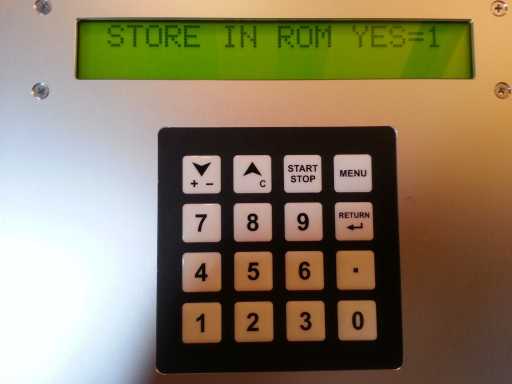 STORE IN ROM YES=1
+ -
C
START
STOP
MENU
7 8 9 RETURN
4 5 6 .
1 2 3 0